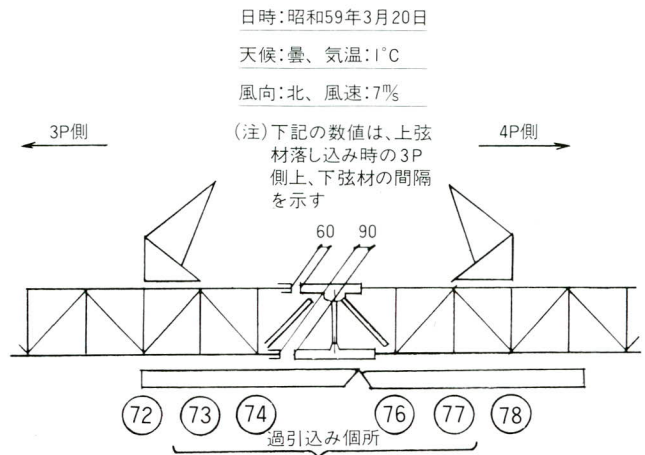 日時:昭和59年3月20日
天候:曇、気温:1°C
風向:北、風速:7m/s
3P側
(注)下記の数値は、上弦
材落し込み時の3P
側上、下弦材の間隔
を示す
4P側
60 90
72 73 74 76 77 78
過引込み個所